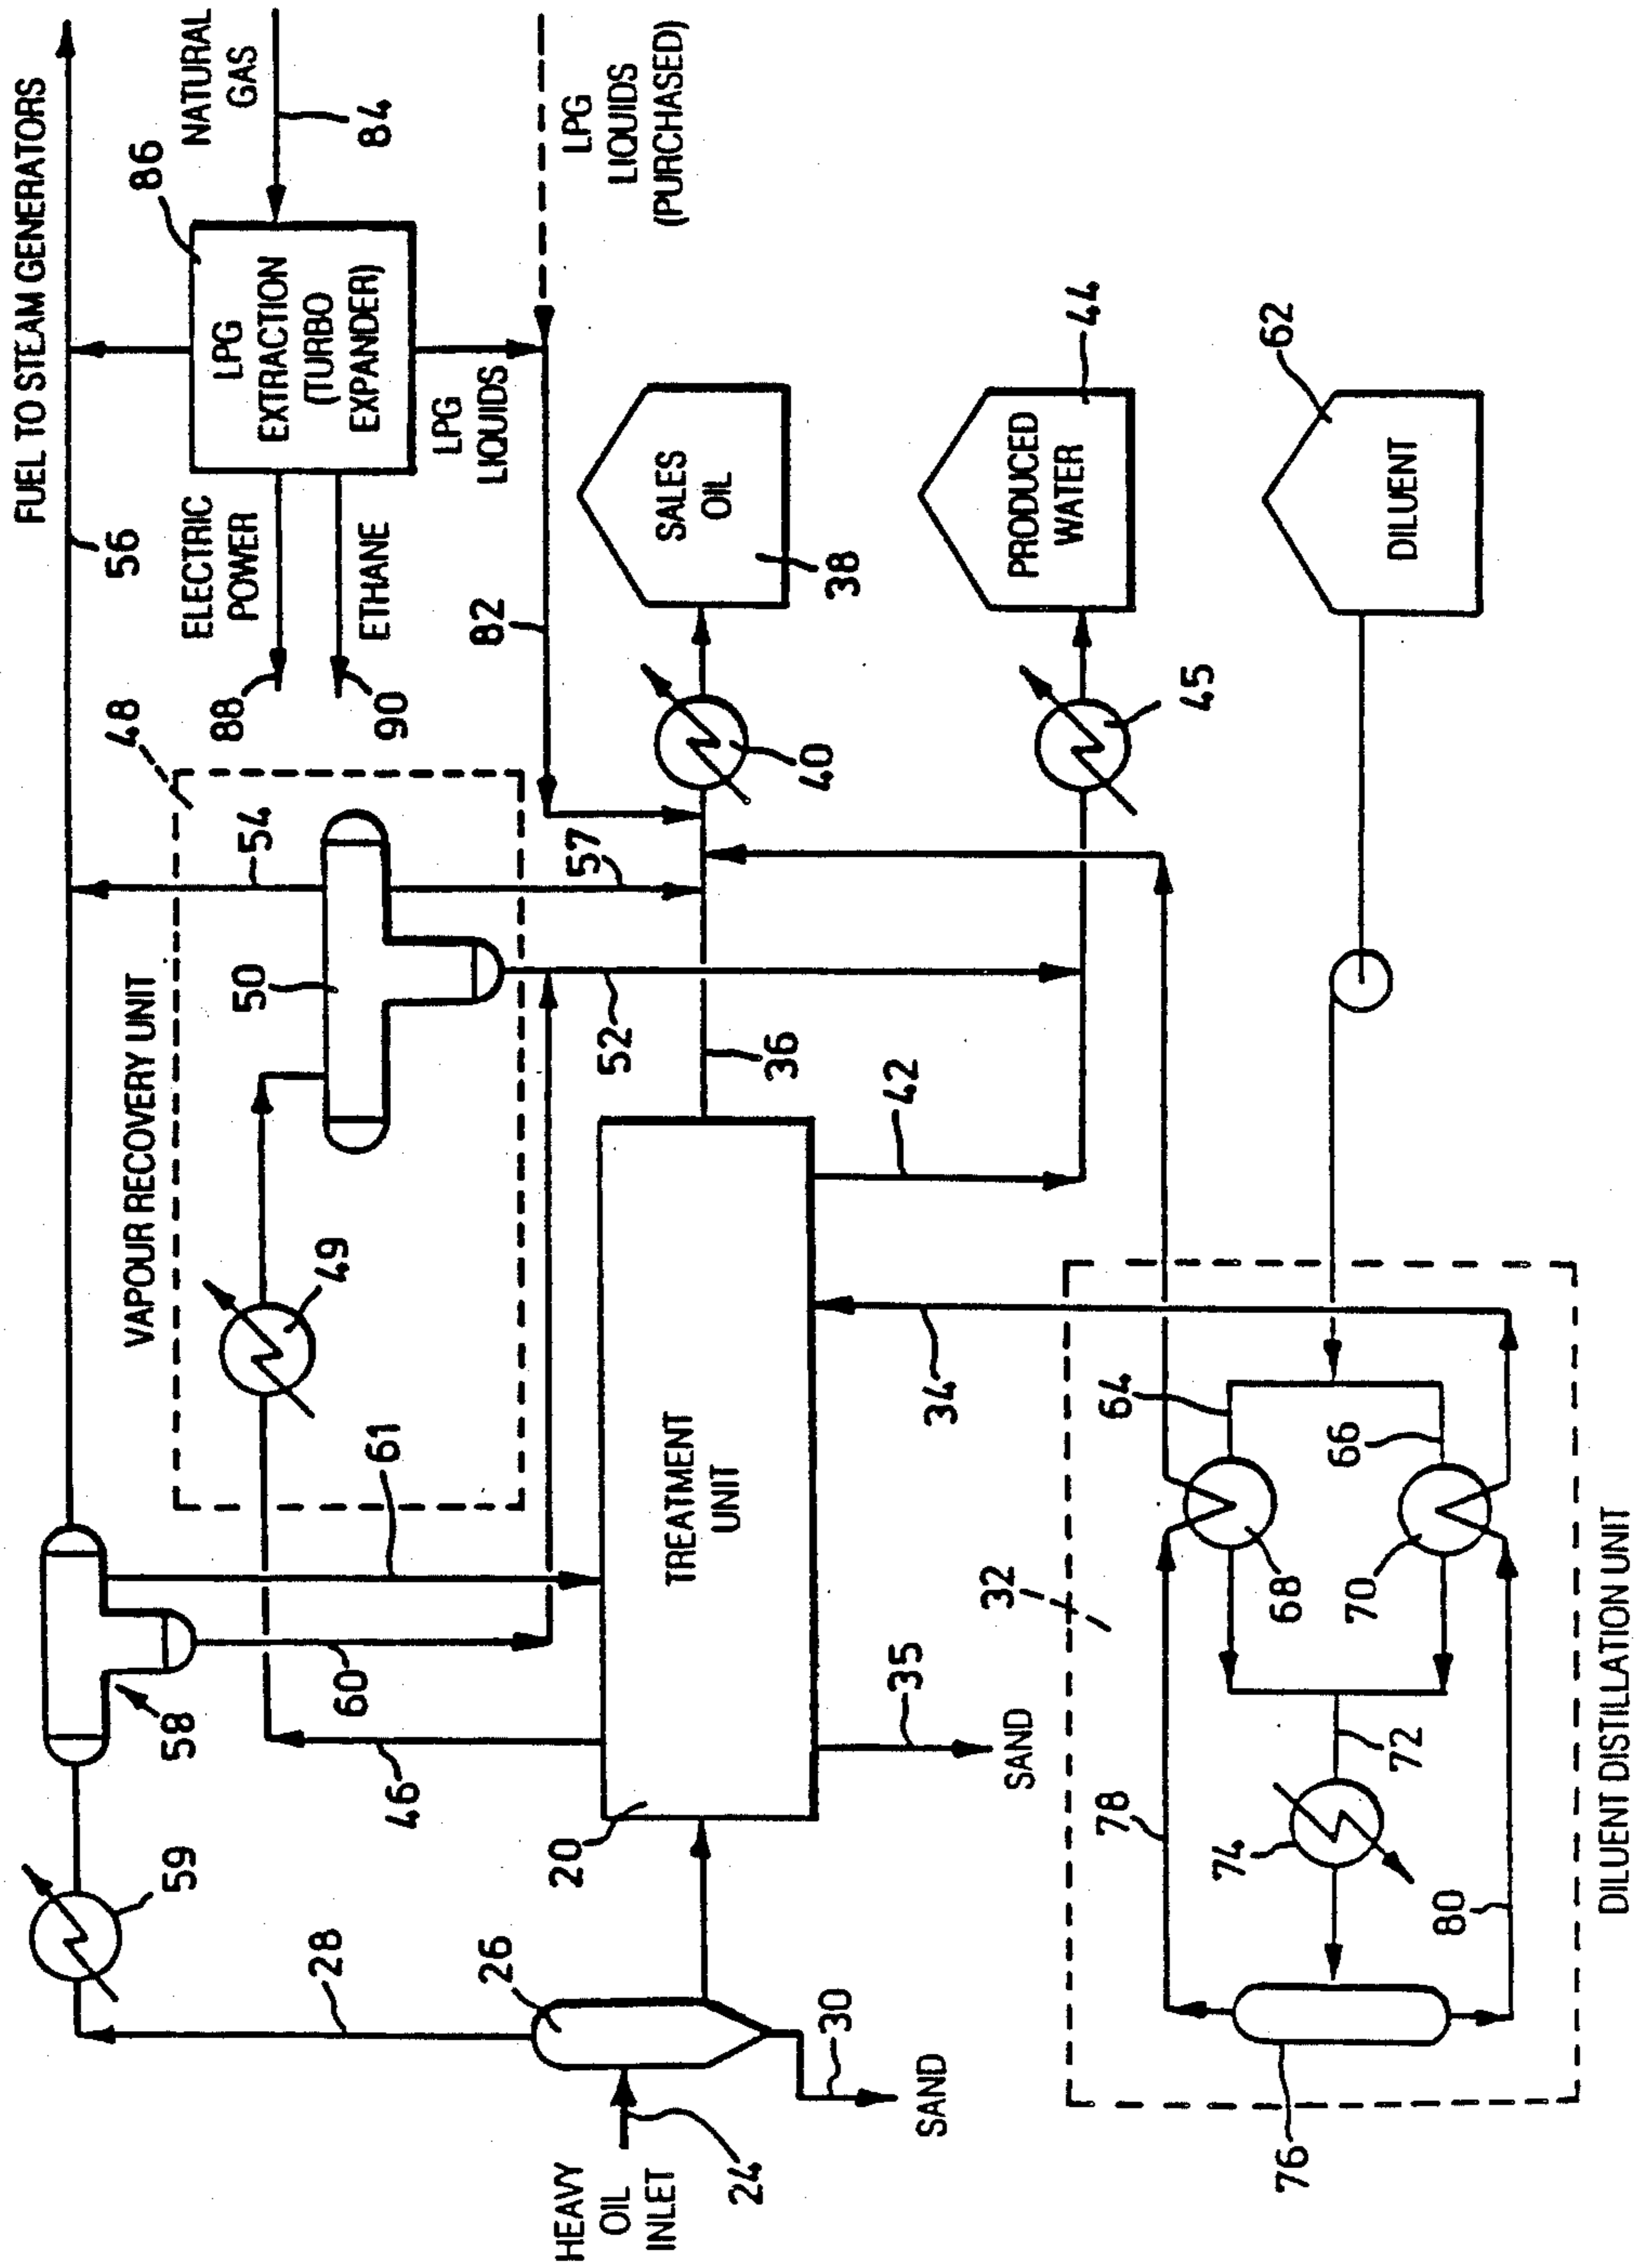 FUEL TO STEAM GENERATORS
56
NATURAL
GAS
84
86
LPG
EXTRACTION
(TURBO
EXPANDER)
ELECTRIC
POWER
88
ETHANE
90
LPG
LIQUIDS
LPG
LIQUIDS
(PURCHASED)
82
48
VAPOUR RECOVERY UNIT
54
50
57
49
52
59
58
60
61
46
28
26
HEAVY
OIL
INLET
24
30
SAND
20
TREATMENT
UNIT
36
40
SALES
OIL
38
42
45
PRODUCED
WATER
44
35
SAND
34
32
62
DILUENT
64
66
68
70
72
74
76
78
80
DILUENT DISTILLATION UNIT